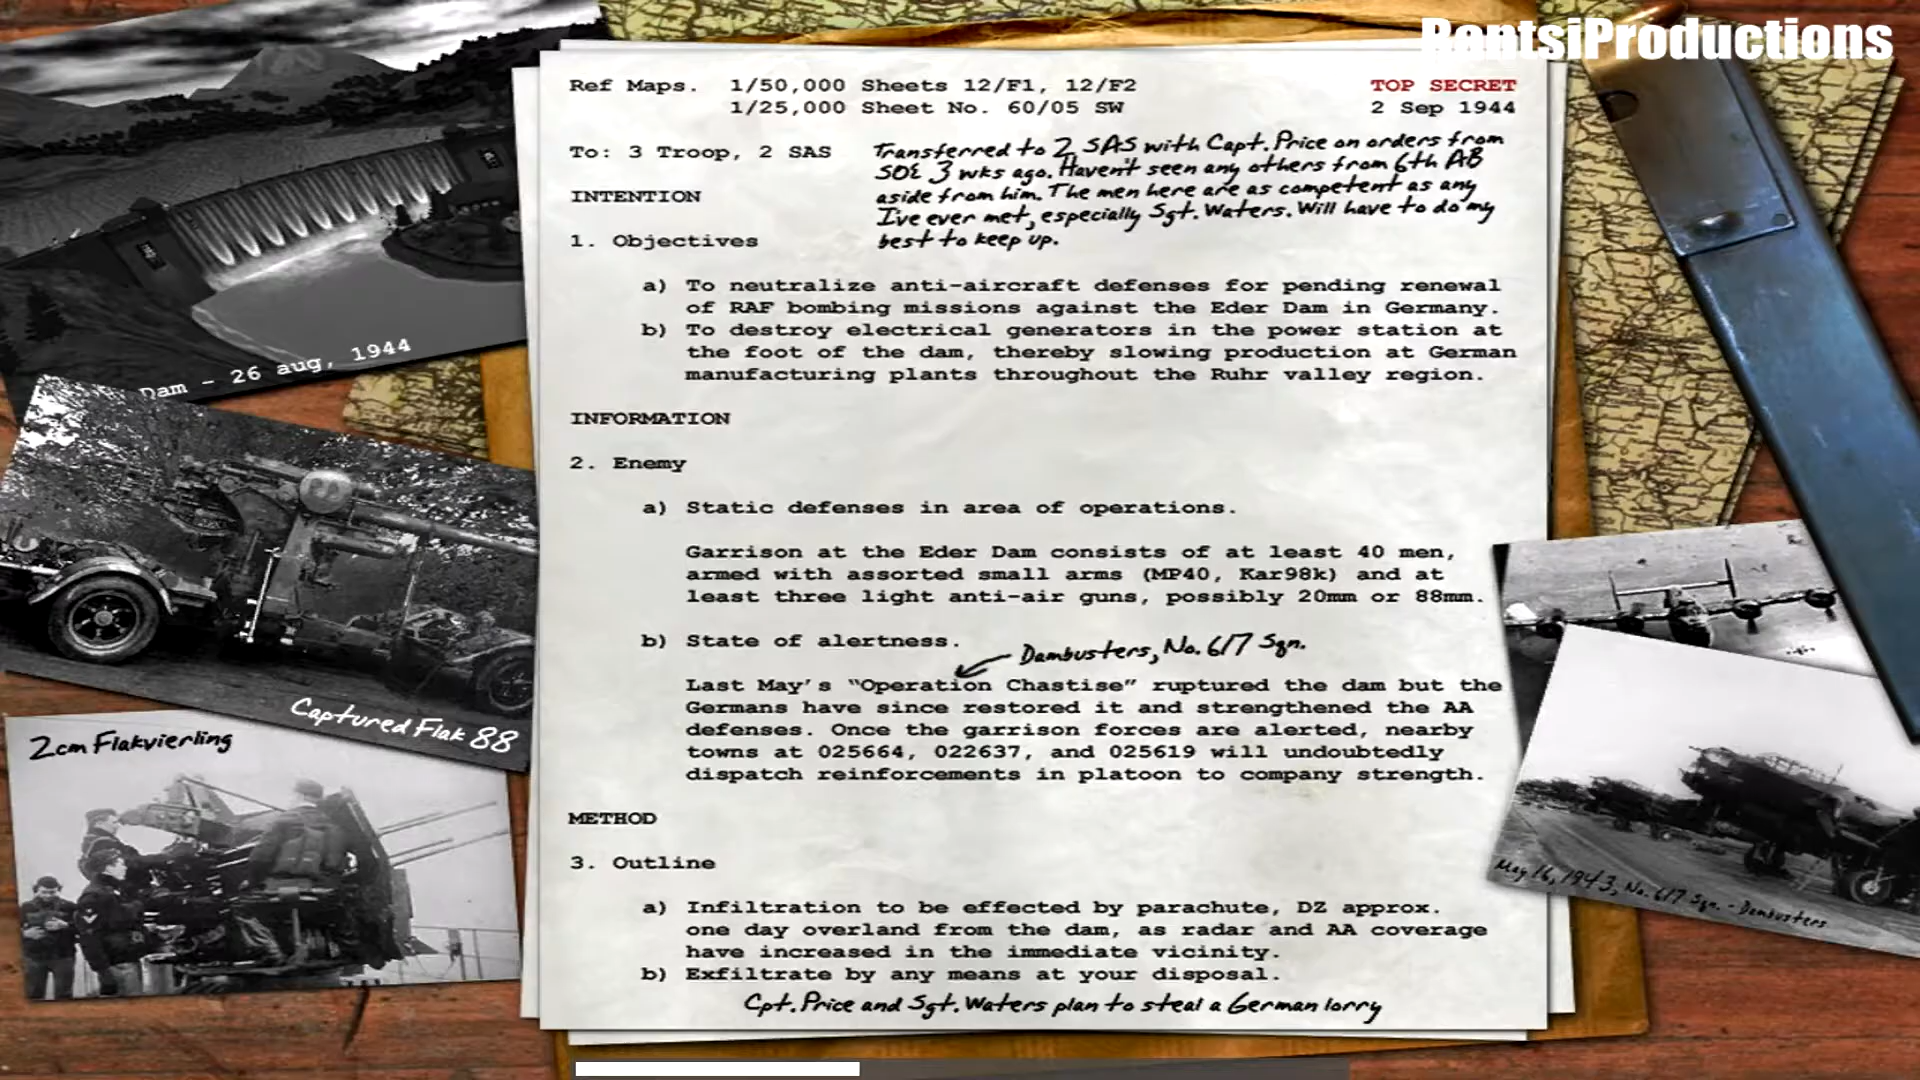 RontsiProductions
Ref Maps. 1/50,000 Sheets 12/F1, 12/F2
TOP SECRET
1/25,000 Sheet No. 60/05 SW
2 Sep 1944
To: 3 Troop, 2 SAS
Transferred to 2 SAS with Capt. Price on orders from
SOE 3 wks ago. Haven't seen any others from 6th AB
aside from him. The men here are as competent as any
I've ever met, especially Sgt. Waters. Will have to do my
best to keep up.
INTENTION
1. Objectives
a) To neutralize anti-aircraft defenses for pending renewal
of RAF bombing missions against the Eder Dam in Germany.
b) To destroy electrical generators in the power station at
the foot of the dam, thereby slowing production at German
manufacturing plants throughout the Ruhr valley region.
INFORMATION
2. Enemy
a) Static defenses in area of operations.
Garrison at the Eder Dam consists of at least 40 men,
armed with assorted small arms (MP40, Kar98k) and at
least three light anti-air guns, possibly 20mm or 88mm.
b) State of alertness.
Dambusters, No. 617 Sqn.
Last May's "Operation Chastise" ruptured the dam but the
Germans have since restored it and strengthened the AA
defenses. Once the garrison forces are alerted, nearby
towns at 025664, 022637, and 025619 will undoubtedly
dispatch reinforcements in platoon to company strength.
METHOD
3. Outline
a) Infiltration to be effected by parachute, DZ approx.
one day overland from the dam, as radar and AA coverage
have increased in the immediate vicinity.
b) Exfiltrate by any means at your disposal.
Cpt. Price and Sgt. Waters plan to steal a German lorry
Dam - 26 aug, 1944
Captured Flak 88
2cm Flakvierling
May 16, 1943, No. 617 Sqn. - Dambusters